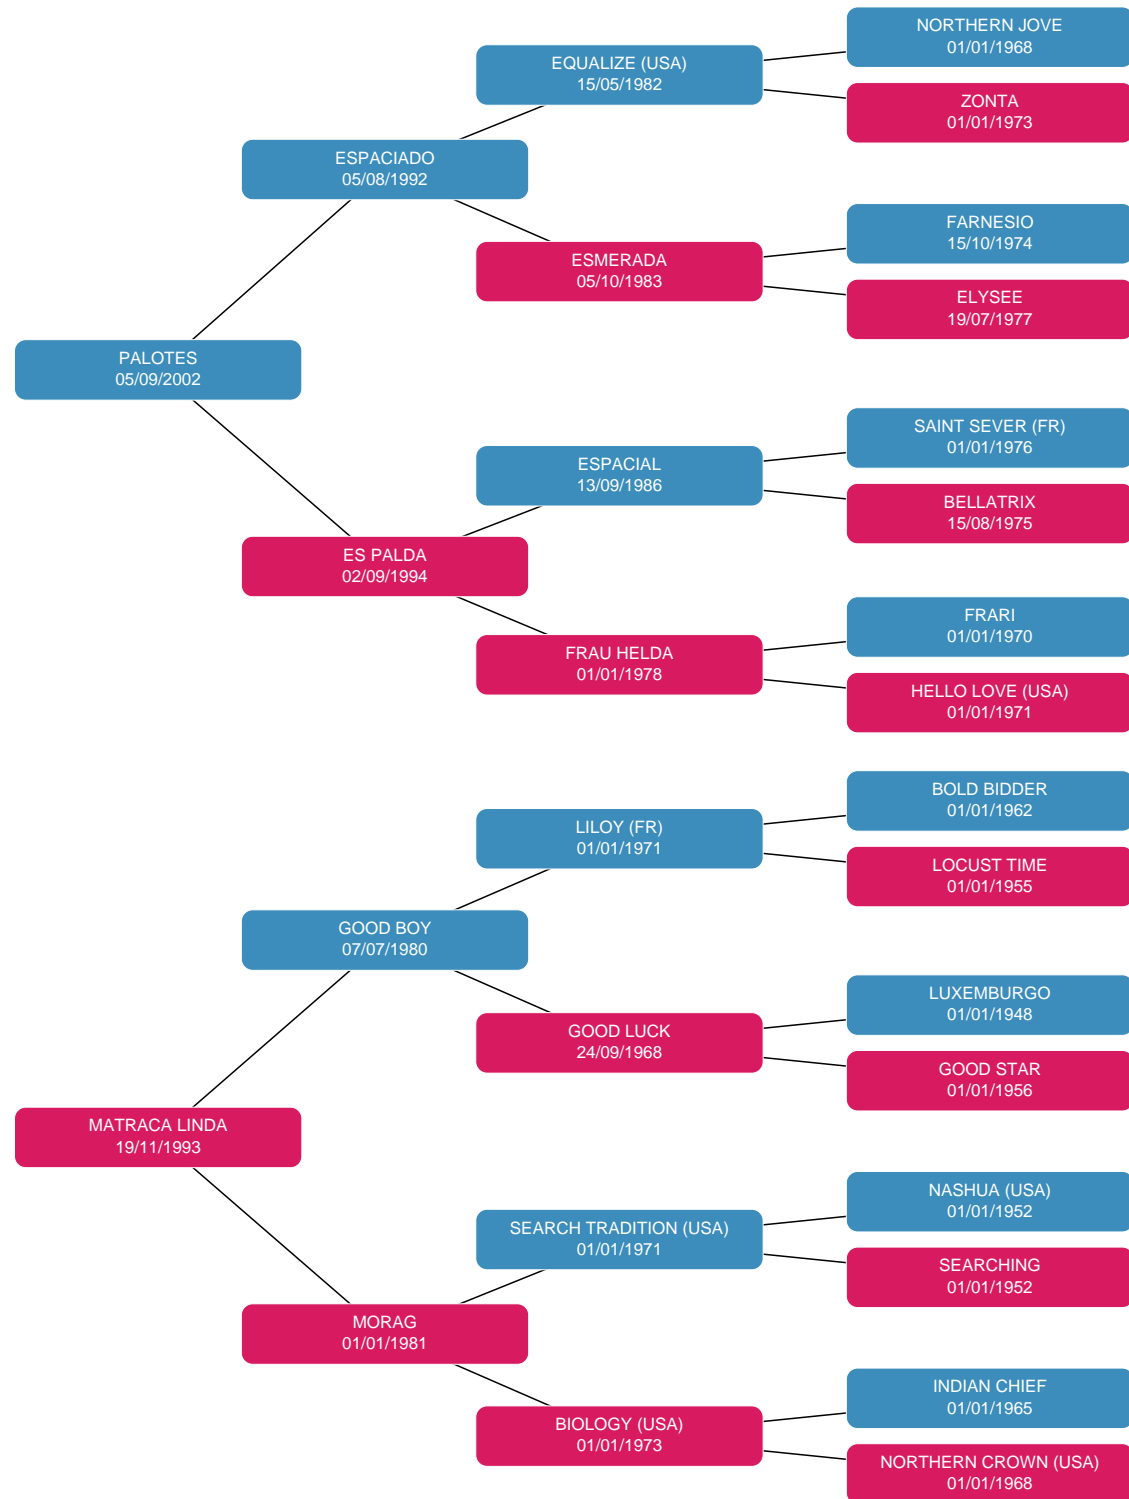 NORTHERN JOVE
01/01/1968
EQUALIZE (USA)
15/05/1982
ZONTA
01/01/1973
ESPACIADO
05/08/1992
FARNESIO
15/10/1974
ESMERADA
05/10/1983
ELYSEE
19/07/1977
PALOTES
05/09/2002
SAINT SEVER (FR)
01/01/1976
ESPACIAL
13/09/1986
BELLATRIX
15/08/1975
ES PALDA
02/09/1994
FRARI
01/01/1970
FRAU HELDA
01/01/1978
HELLO LOVE (USA)
01/01/1971
BOLD BIDDER
01/01/1962
LILOY (FR)
01/01/1971
LOCUST TIME
01/01/1955
GOOD BOY
07/07/1980
LUXEMBURGO
01/01/1948
GOOD LUCK
24/09/1968
GOOD STAR
01/01/1956
MATRACA LINDA
19/11/1993
NASHUA (USA)
01/01/1952
SEARCH TRADITION (USA)
01/01/1971
SEARCHING
01/01/1952
MORAG
01/01/1981
INDIAN CHIEF
01/01/1965
BIOLOGY (USA)
01/01/1973
NORTHERN CROWN (USA)
01/01/1968